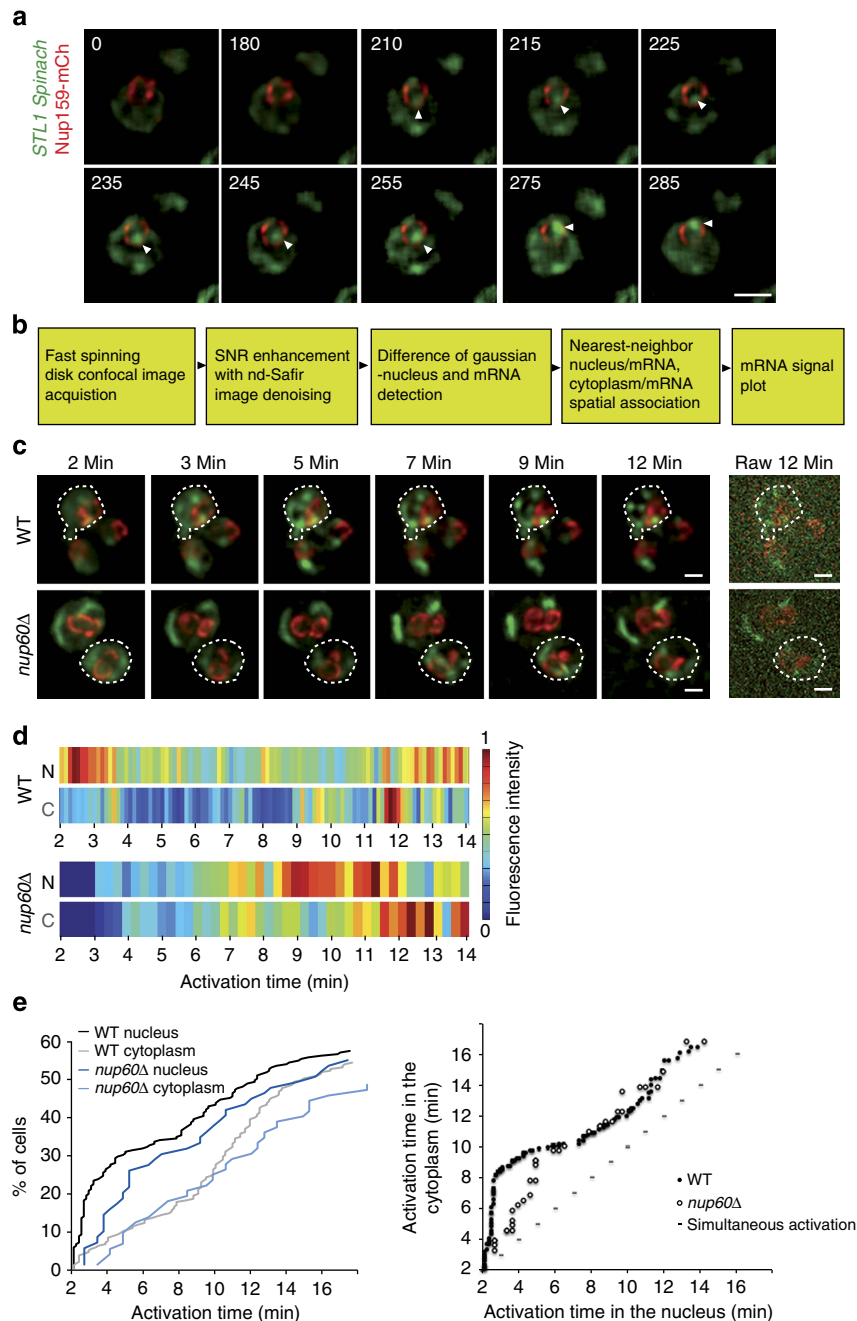 a
STL1 Spinach
Nup159-mCh
0
180
210
215
225
235
245
255
275
285
b
Fast spinning
disk confocal image
acquistion
SNR enhancement
with nd-Safir
image denoising
Difference of gaussian
-nucleus and mRNA
detection
Nearest-neighbor
nucleus/mRNA,
cytoplasm/mRNA
spatial association
mRNA signal
plot
c
2 Min 3 Min 5 Min 7 Min 9 Min 12 Min Raw 12 Min
WT
nup60Δ
d
WT
N
C
2 3 4 5 6 7 8 9 10 11 12 13 14
nup60Δ
N
C
2 3 4 5 6 7 8 9 10 11 12 13 14
Activation time (min)
1
0
Fluorescence intensity
e
WT nucleus
WT cytoplasm
nup60Δ nucleus
nup60Δ cytoplasm
% of cells
60
50
40
30
20
10
0
2 4 6 8 10 12 14 16
Activation time (min)
Activation time in the
cytoplasm (min)
16
14
12
10
8
6
4
2
WT
nup60Δ
Simultaneous activation
2 4 6 8 10 12 14 16
Activation time in the nucleus (min)